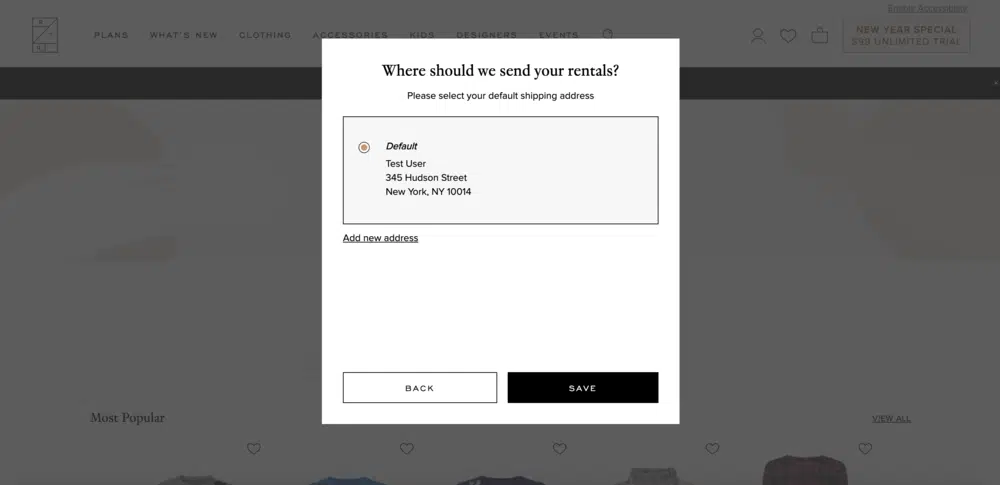 Enable Accessibility
PLANS
WHAT'S NEW
CLOTHING
ACCESSORIES
KIDS
DESIGNERS
EVENTS
NEW YEAR SPECIAL
$99 UNLIMITED TRIAL
Where should we send your rentals?
Please select your default shipping address
Default
Test User
345 Hudson Street
New York, NY 10014
Add new address
BACK
SAVE
Most Popular
VIEW ALL